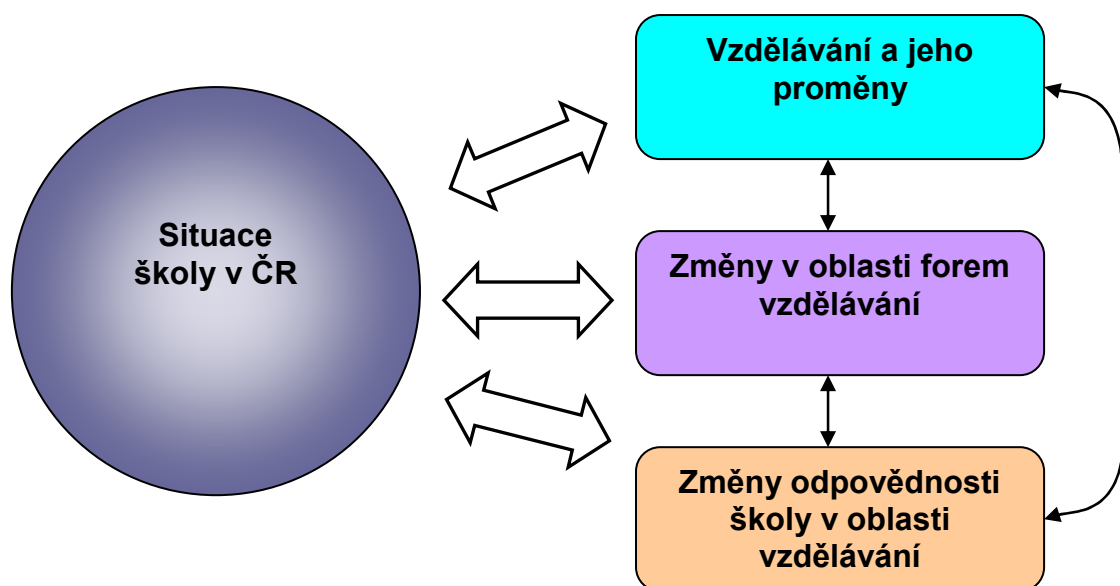 Situace
školy v ČR
Vzdělávání a jeho
proměny
Změny v oblasti forem
vzdělávání
Změny odpovědnosti
školy v oblasti
vzdělávání